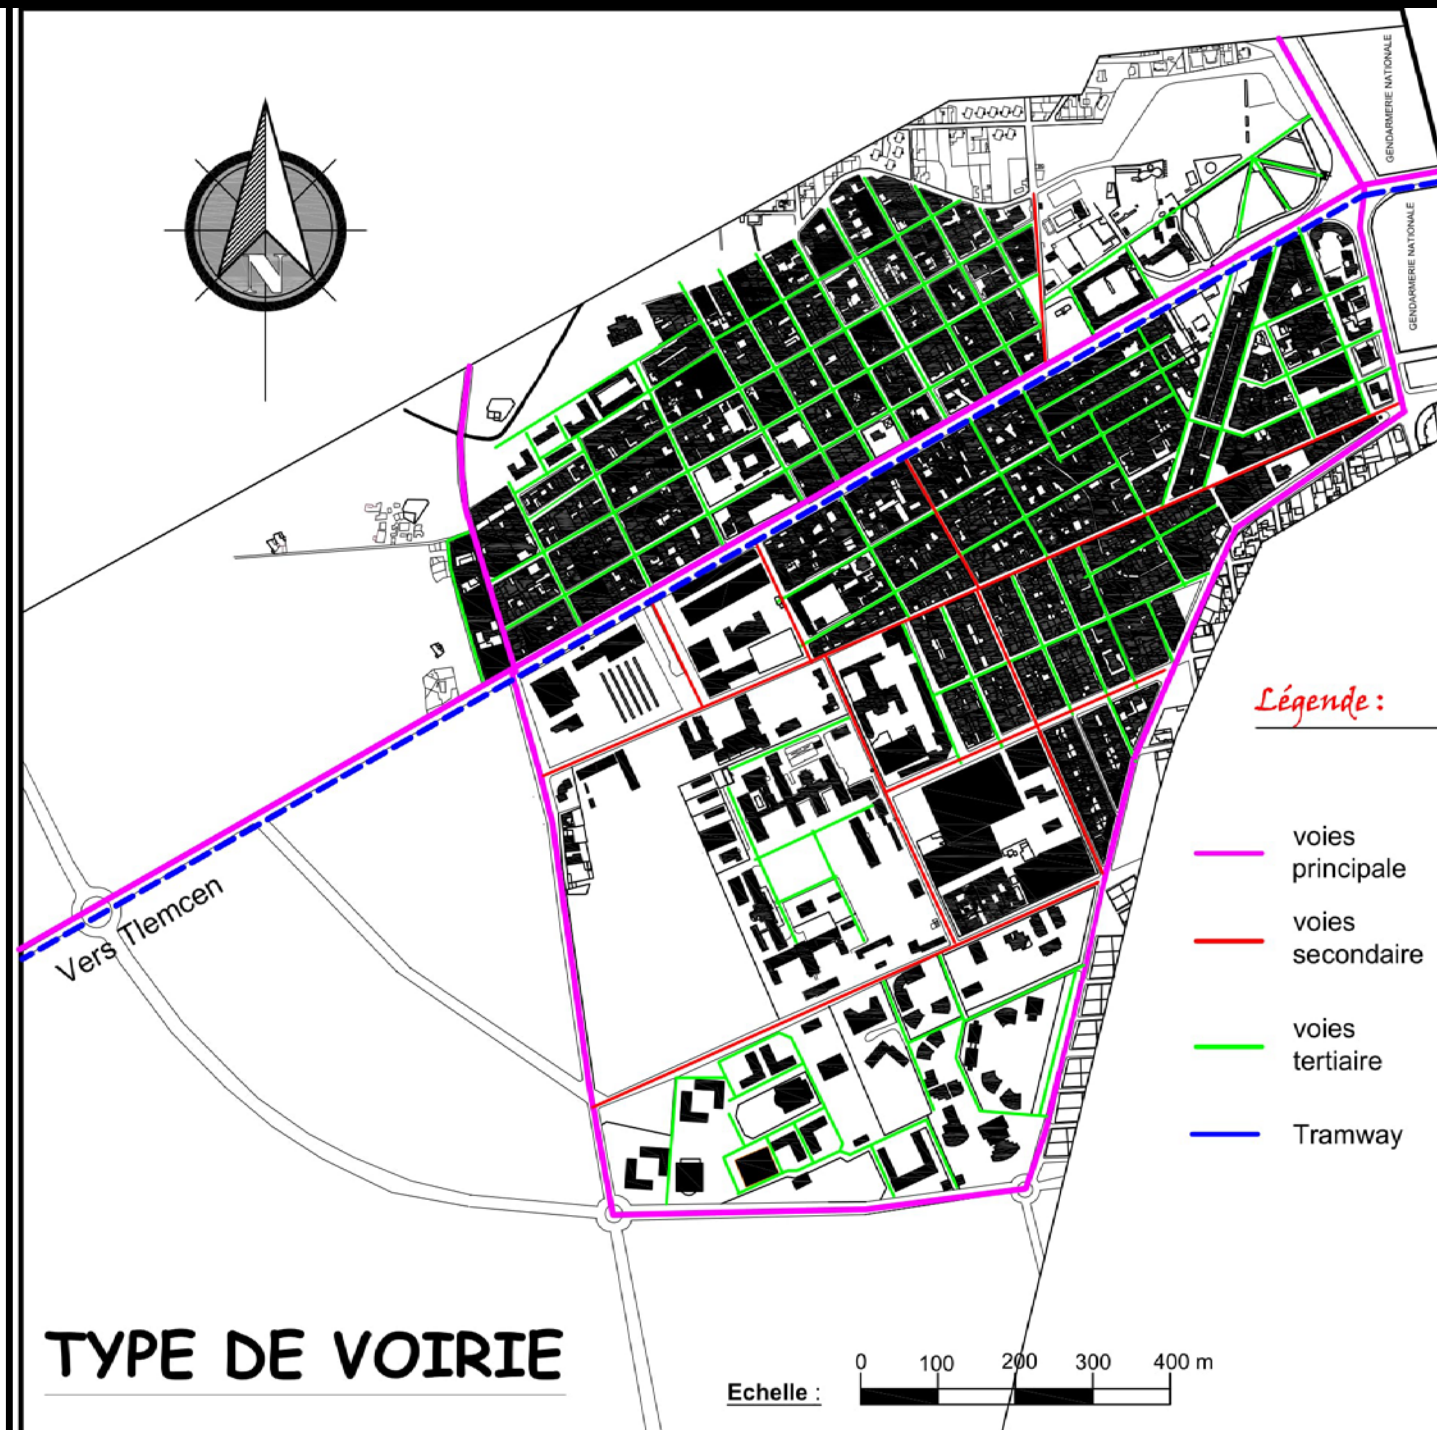 GENDARMERIE NATIONALE
N
GENDARMERIE NATIONALE
Légende :
voies
principale
voies
secondaire
Vers Tlemcen
voies
tertiaire
Tramway
TYPE DE VOIRIE
0 100 200 300 400 m
Echelle :